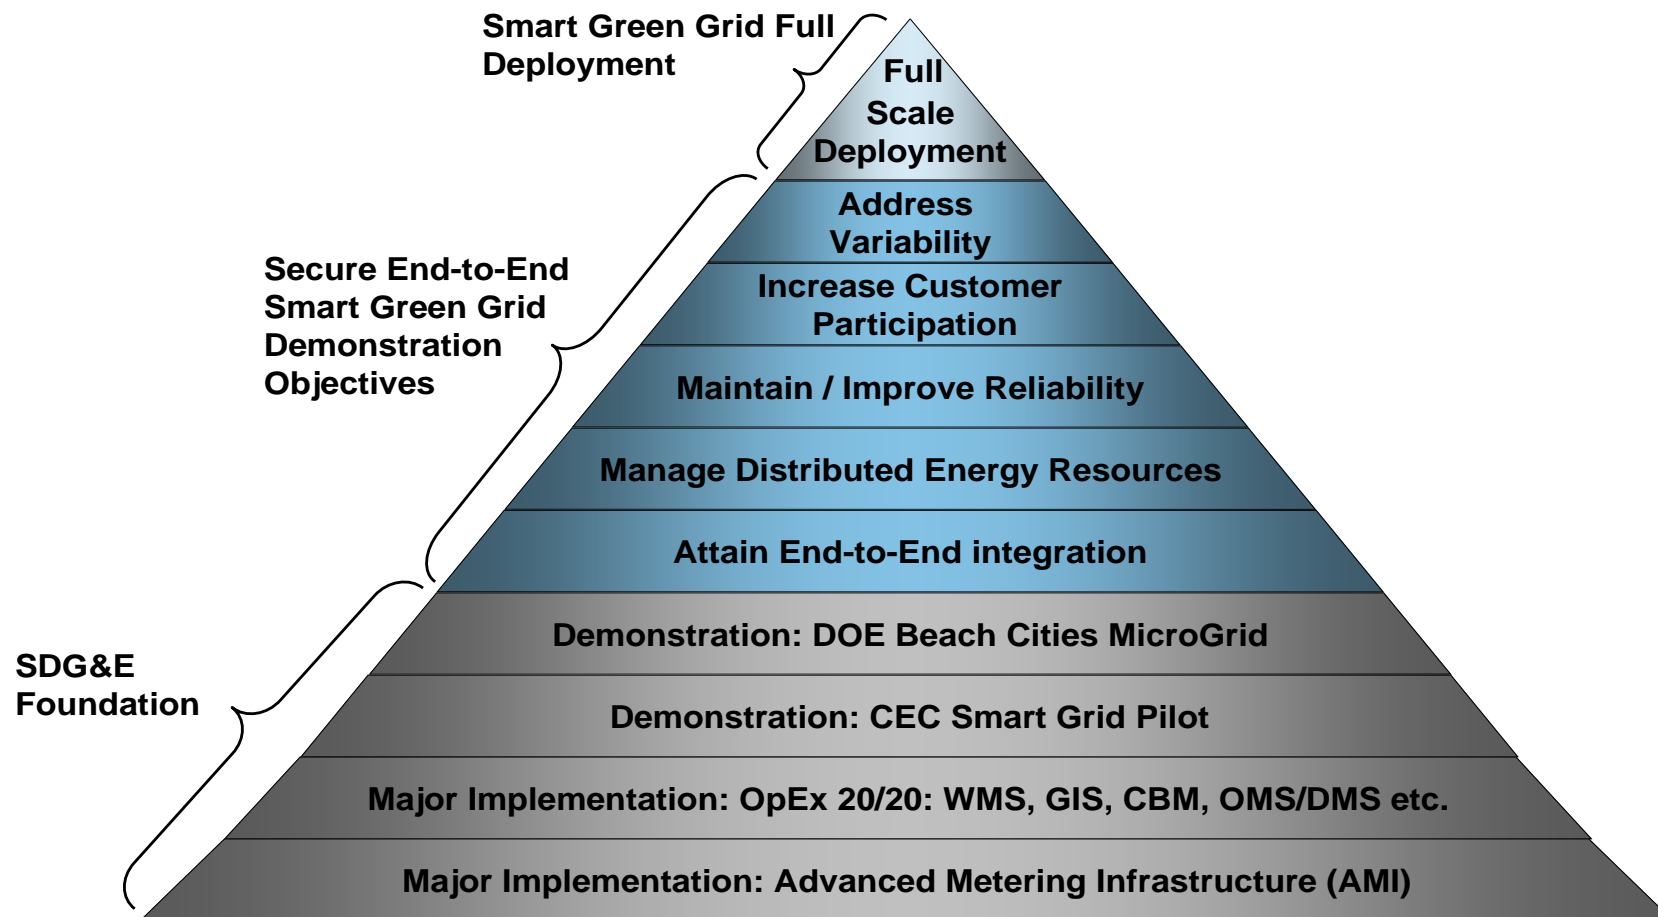 Smart Green Grid Full
Deployment
Full
Scale
Deployment
Address
Variability
Secure End-to-End
Smart Green Grid
Demonstration
Objectives
Increase Customer
Participation
Maintain / Improve Reliability
Manage Distributed Energy Resources
Attain End-to-End integration
SDG&E
Foundation
Demonstration: DOE Beach Cities MicroGrid
Demonstration: CEC Smart Grid Pilot
Major Implementation: OpEx 20/20: WMS, GIS, CBM, OMS/DMS etc.
Major Implementation: Advanced Metering Infrastructure (AMI)